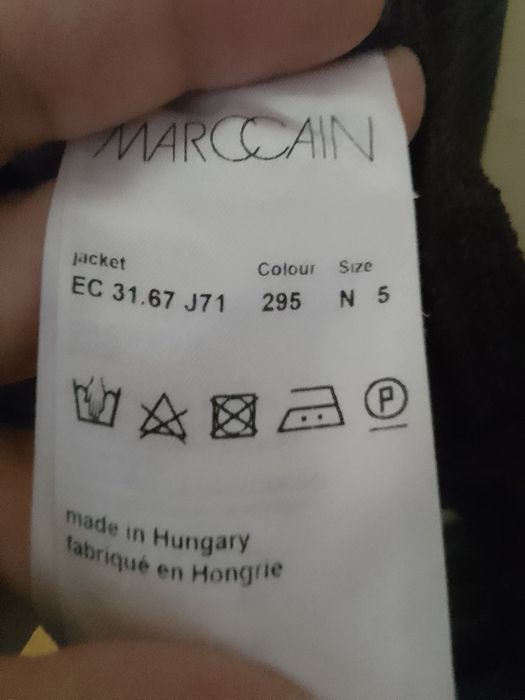 MARCCAIN
Jacket
Colour Size
EC 31.67 J71 295 N 5
P
made in Hungary
fabriqué en Hongrie